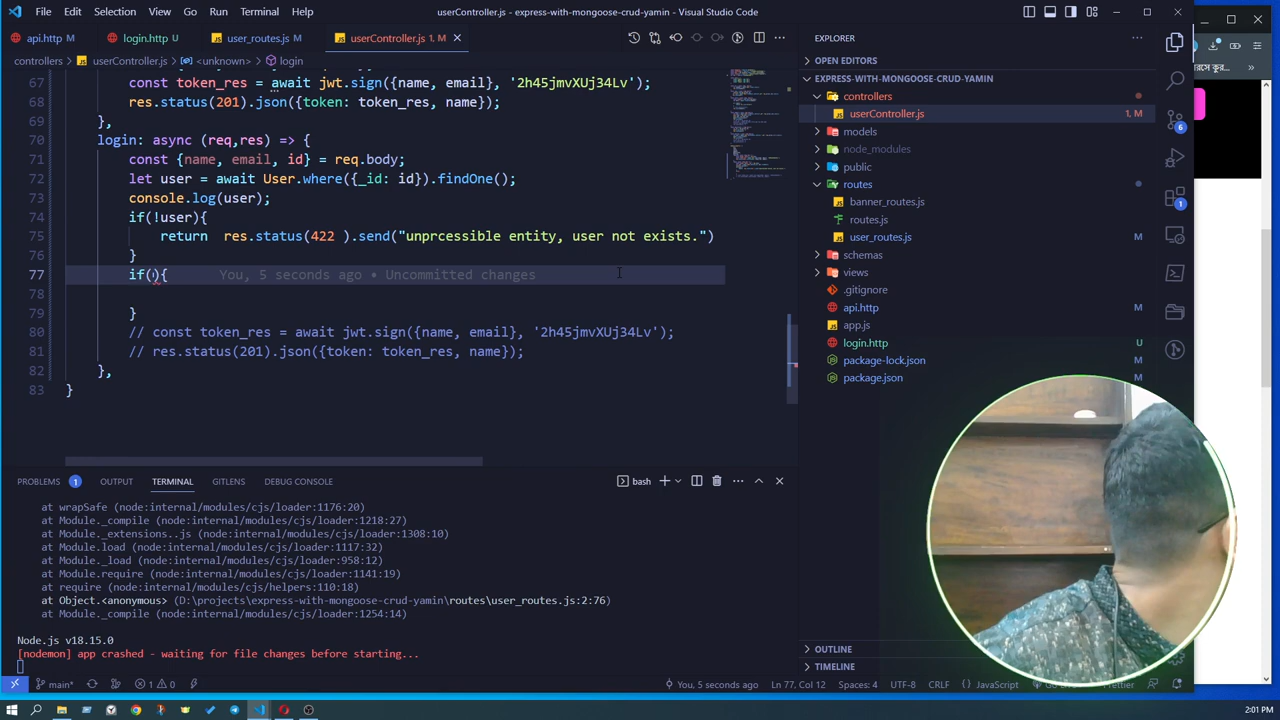 File Edit Selection View Go Run Terminal Help
userController.js - express-with-mongoose-crud-yamin - Visual Studio Code
api.http M
login.http U
user_routes.js M
userController.js 1, M
controllers > userController.js > <unknown> > login
67 const token_res = await jwt.sign({name, email}, '2h45jmvXUj34Lv');
68 res.status(201).json({token: token_res, name});
69 },
70 login: async (req,res) => {
71 const {name, email, id} = req.body;
72 let user = await User.where({_id: id}).findOne();
73 console.log(user);
74 if(!user){
75 return res.status(422 ).send("unprcessible entity, user not exists.")
76 }
77 if(){ You, 5 seconds ago • Uncommitted changes
78
79 }
80 // const token_res = await jwt.sign({name, email}, '2h45jmvXUj34Lv');
81 // res.status(201).json({token: token_res, name});
82 },
83 }
PROBLEMS 1 OUTPUT TERMINAL GITLENS DEBUG CONSOLE
bash
at wrapSafe (node:internal/modules/cjs/loader:1176:20)
at Module._compile (node:internal/modules/cjs/loader:1218:27)
at Module._extensions..js (node:internal/modules/cjs/loader:1308:10)
at Module.load (node:internal/modules/cjs/loader:1117:32)
at Module._load (node:internal/modules/cjs/loader:958:12)
at Module.require (node:internal/modules/cjs/loader:1141:19)
at require (node:internal/modules/cjs/helpers:110:18)
at Object.<anonymous> (D:\projects\express-with-mongoose-crud-yamin\routes\user_routes.js:2:76)
at Module._compile (node:internal/modules/cjs/loader:1254:14)
Node.js v18.15.0
[nodemon] app crashed - waiting for file changes before starting...
EXPLORER
OPEN EDITORS
EXPRESS-WITH-MONGOOSE-CRUD-YAMIN
controllers
userController.js 1, M
models
node_modules
public
routes
banner_routes.js
routes.js
user_routes.js M
schemas
views
.gitignore
api.http M
app.js
login.http U
package-lock.json M
package.json M
OUTLINE
TIMELINE
main* 1 0
You, 5 seconds ago Ln 77, Col 12 Spaces: 4 UTF-8 CRLF JavaScript Go Live Prettier
2:01 PM